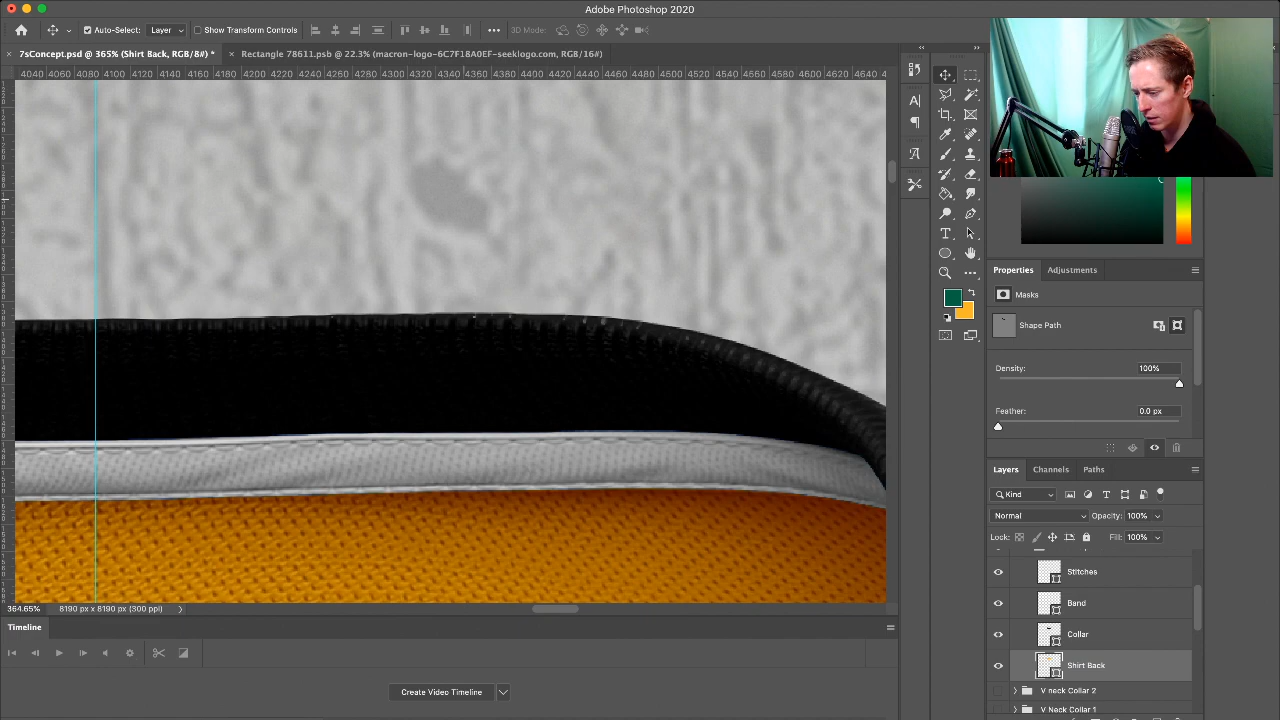 Adobe Photoshop 2020
Auto-Select: Layer Show Transform Controls 3D Mode:
7sConcept.psd @ 365% (Shirt Back, RGB/8#) *
Rectangle 78611.psb @ 22.3% (macron-logo-6C7F18A0EF-seeklogo.com, RGB/16#)
4040 4060 4080 4100 4120 4140 4160 4180 4200 4220 4240 4260 4280 4300 4320 4340 4360 4380 4400 4420 4440 4460 4480 4500 4520 4540 4560 4580 4600 4620 4640
Properties Adjustments
Masks
Shape Path
Density: 100%
Feather: 0.0 px
Layers Channels Paths
Kind
Normal Opacity: 100%
Lock: Fill: 100%
Stitches
Band
Collar
Shirt Back
V neck Collar 2
V Neck Collar 1
364.65% 8190 px x 8190 px (300 ppi)
Timeline
Create Video Timeline